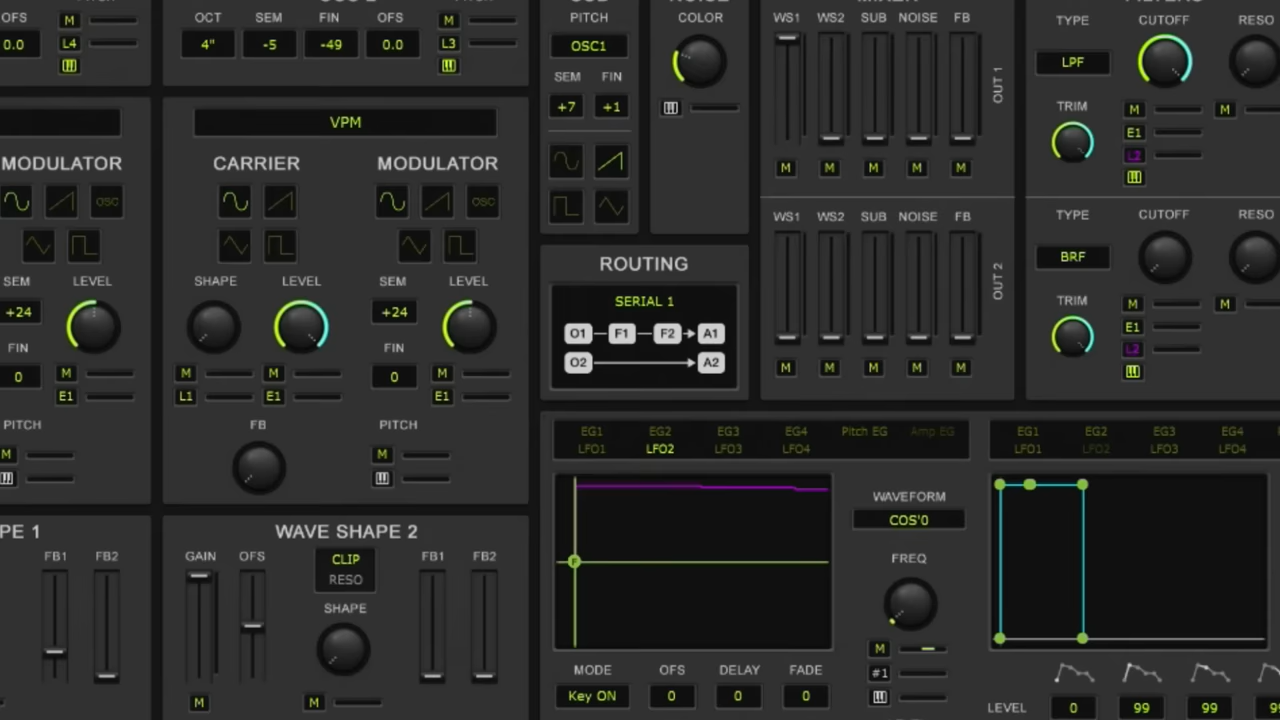 OFS
M
0.0
L4
OCT SEM FIN OFS
4" -5 -49 0.0
M
L3
VPM
MODULATOR
OSC
SEM LEVEL
+24
FIN
0
M
E1
PITCH
M
CARRIER MODULATOR
OSC
SHAPE LEVEL SEM LEVEL
+24
FIN
0
M M M
L1 E1 E1
FB PITCH
M
PE 1
FB1 FB2
WAVE SHAPE 2
GAIN OFS FB1 FB2
CLIP
RESO
SHAPE
M M
PITCH
OSC1
SEM FIN
+7 +1
COLOR
WS1 WS2 SUB NOISE FB
OUT 1
M M M M M
WS1 WS2 SUB NOISE FB
OUT 2
M M M M M
ROUTING
SERIAL 1
O1 F1 F2 A1
O2 A2
FILTERS
TYPE CUTOFF RESO
LPF
TRIM
M M
E1
L2
TYPE CUTOFF RESO
BRF
TRIM
M M
E1
L2
EG1 EG2 EG3 EG4 Pitch EG Amp EG
LFO1 LFO2 LFO3 LFO4
WAVEFORM
COS'0
FREQ
M
#1
MODE OFS DELAY FADE
Key ON 0 0 0
EG1 EG2 EG3 EG4
LFO1 LFO2 LFO3 LFO4
LEVEL 0 99 99